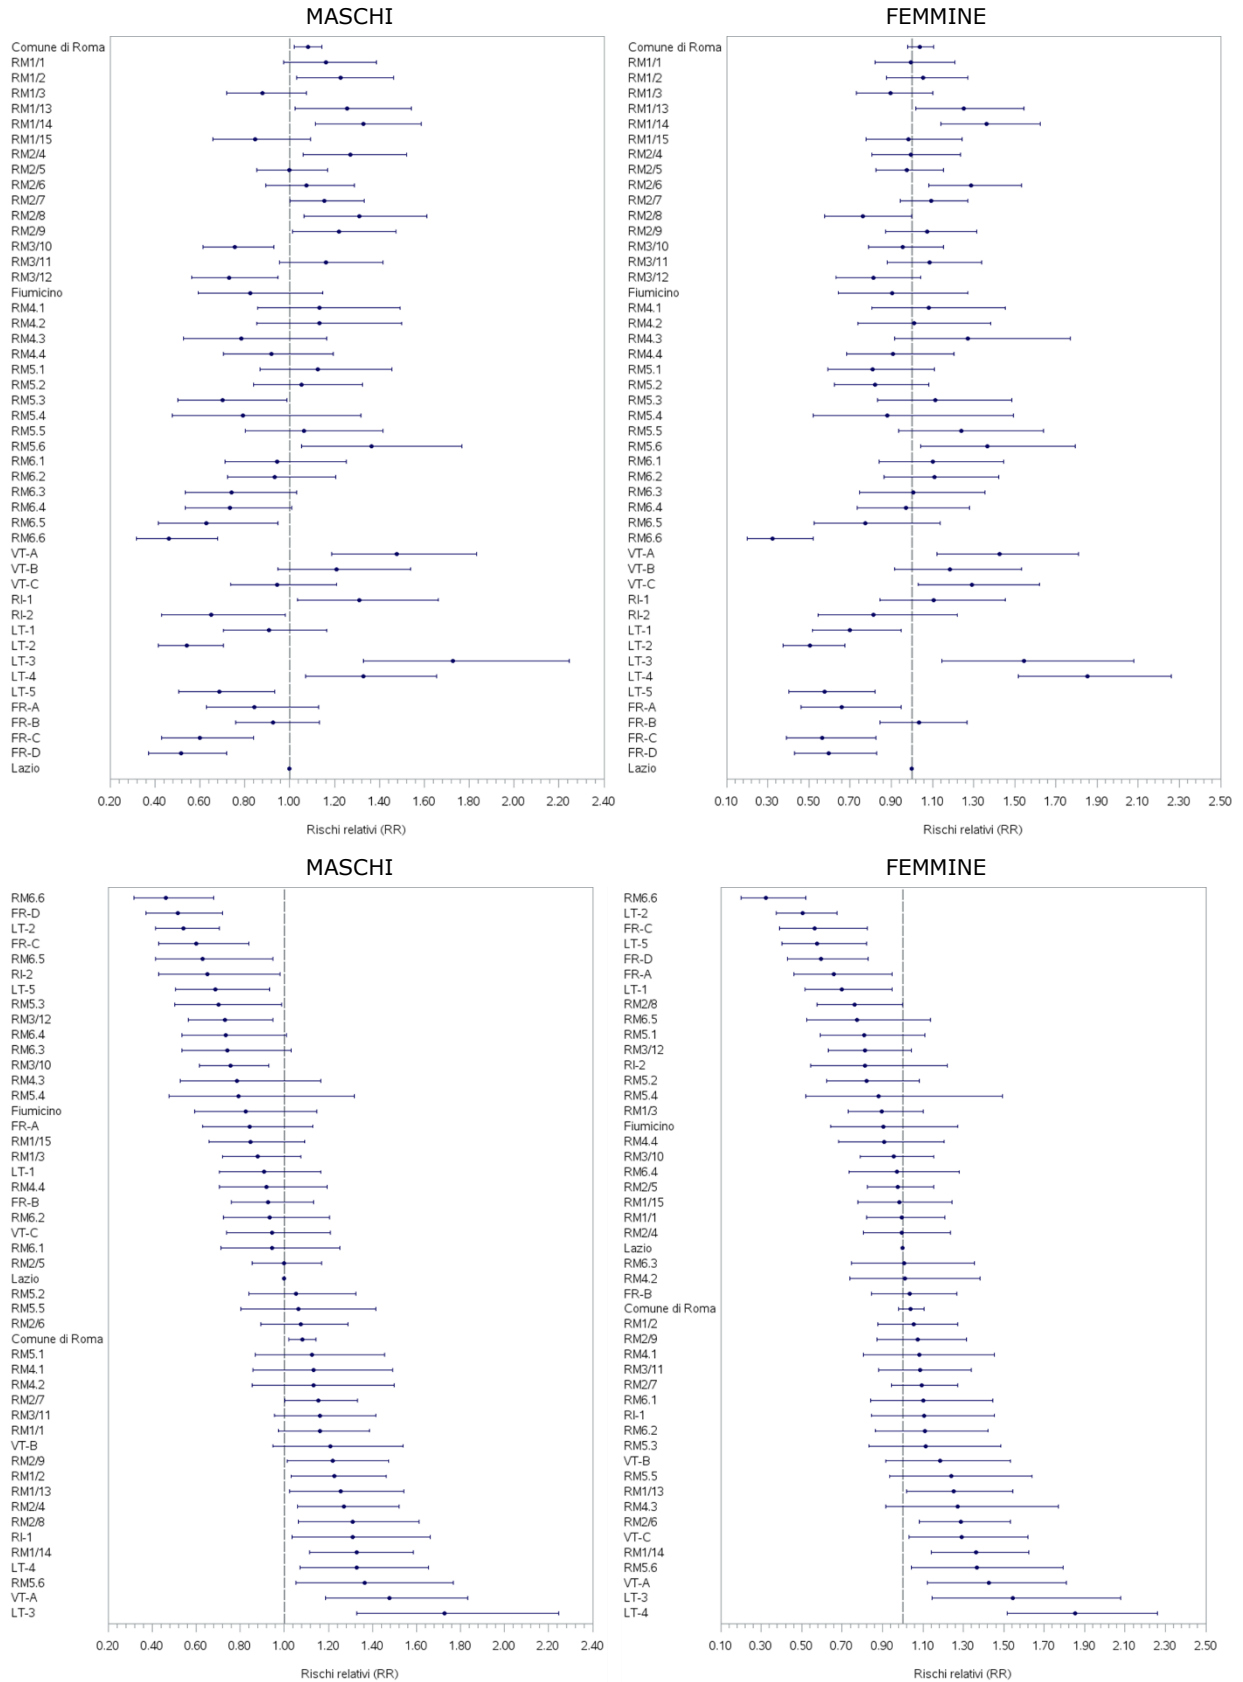 MASCHI
Comune di Roma
RM1/1
RM1/2
RM1/3
RM1/13
RM1/14
RM1/15
RM2/4
RM2/5
RM2/6
RM2/7
RM2/8
RM2/9
RM3/10
RM3/11
RM3/12
Fiumicino
RM4.1
RM4.2
RM4.3
RM4.4
RM5.1
RM5.2
RM5.3
RM5.4
RM5.5
RM5.6
RM6.1
RM6.2
RM6.3
RM6.4
RM6.5
RM6.6
VT-A
VT-B
VT-C
RI-1
RI-2
LT-1
LT-2
LT-3
LT-4
LT-5
FR-A
FR-B
FR-C
FR-D
Lazio
0.20 0.40 0.60 0.80 1.00 1.20 1.40 1.60 1.80 2.00 2.20 2.40
Rischi relativi (RR)
FEMMINE
Comune di Roma
RM1/1
RM1/2
RM1/3
RM1/13
RM1/14
RM1/15
RM2/4
RM2/5
RM2/6
RM2/7
RM2/8
RM2/9
RM3/10
RM3/11
RM3/12
Fiumicino
RM4.1
RM4.2
RM4.3
RM4.4
RM5.1
RM5.2
RM5.3
RM5.4
RM5.5
RM5.6
RM6.1
RM6.2
RM6.3
RM6.4
RM6.5
RM6.6
VT-A
VT-B
VT-C
RI-1
RI-2
LT-1
LT-2
LT-3
LT-4
LT-5
FR-A
FR-B
FR-C
FR-D
Lazio
0.10 0.30 0.50 0.70 0.90 1.10 1.30 1.50 1.70 1.90 2.10 2.30 2.50
Rischi relativi (RR)
MASCHI
RM6.6
FR-D
LT-2
FR-C
RM6.5
RI-2
LT-5
RM5.3
RM3/12
RM6.4
RM6.3
RM3/10
RM4.3
RM5.4
Fiumicino
FR-A
RM1/15
RM1/3
LT-1
RM4.4
FR-B
RM6.2
VT-C
RM6.1
RM2/5
Lazio
RM5.2
RM5.5
RM2/6
Comune di Roma
RM5.1
RM4.1
RM4.2
RM2/7
RM3/11
RM1/1
VT-B
RM2/9
RM1/2
RM1/13
RM2/4
RM2/8
RI-1
RM1/14
LT-4
RM5.6
VT-A
LT-3
0.20 0.40 0.60 0.80 1.00 1.20 1.40 1.60 1.80 2.00 2.20 2.40
Rischi relativi (RR)
FEMMINE
RM6.6
LT-2
FR-C
LT-5
FR-D
FR-A
LT-1
RM2/8
RM6.5
RM5.1
RM3/12
RI-2
RM5.2
RM5.4
RM1/3
Fiumicino
RM4.4
RM3/10
RM6.4
RM2/5
RM1/15
RM1/1
RM2/4
Lazio
RM6.3
RM4.2
FR-B
Comune di Roma
RM1/2
RM2/9
RM4.1
RM3/11
RM2/7
RM6.1
RI-1
RM6.2
RM5.3
VT-B
RM5.5
RM1/13
RM4.3
RM2/6
VT-C
RM1/14
RM5.6
VT-A
LT-3
LT-4
0.10 0.30 0.50 0.70 0.90 1.10 1.30 1.50 1.70 1.90 2.10 2.30 2.50
Rischi relativi (RR)